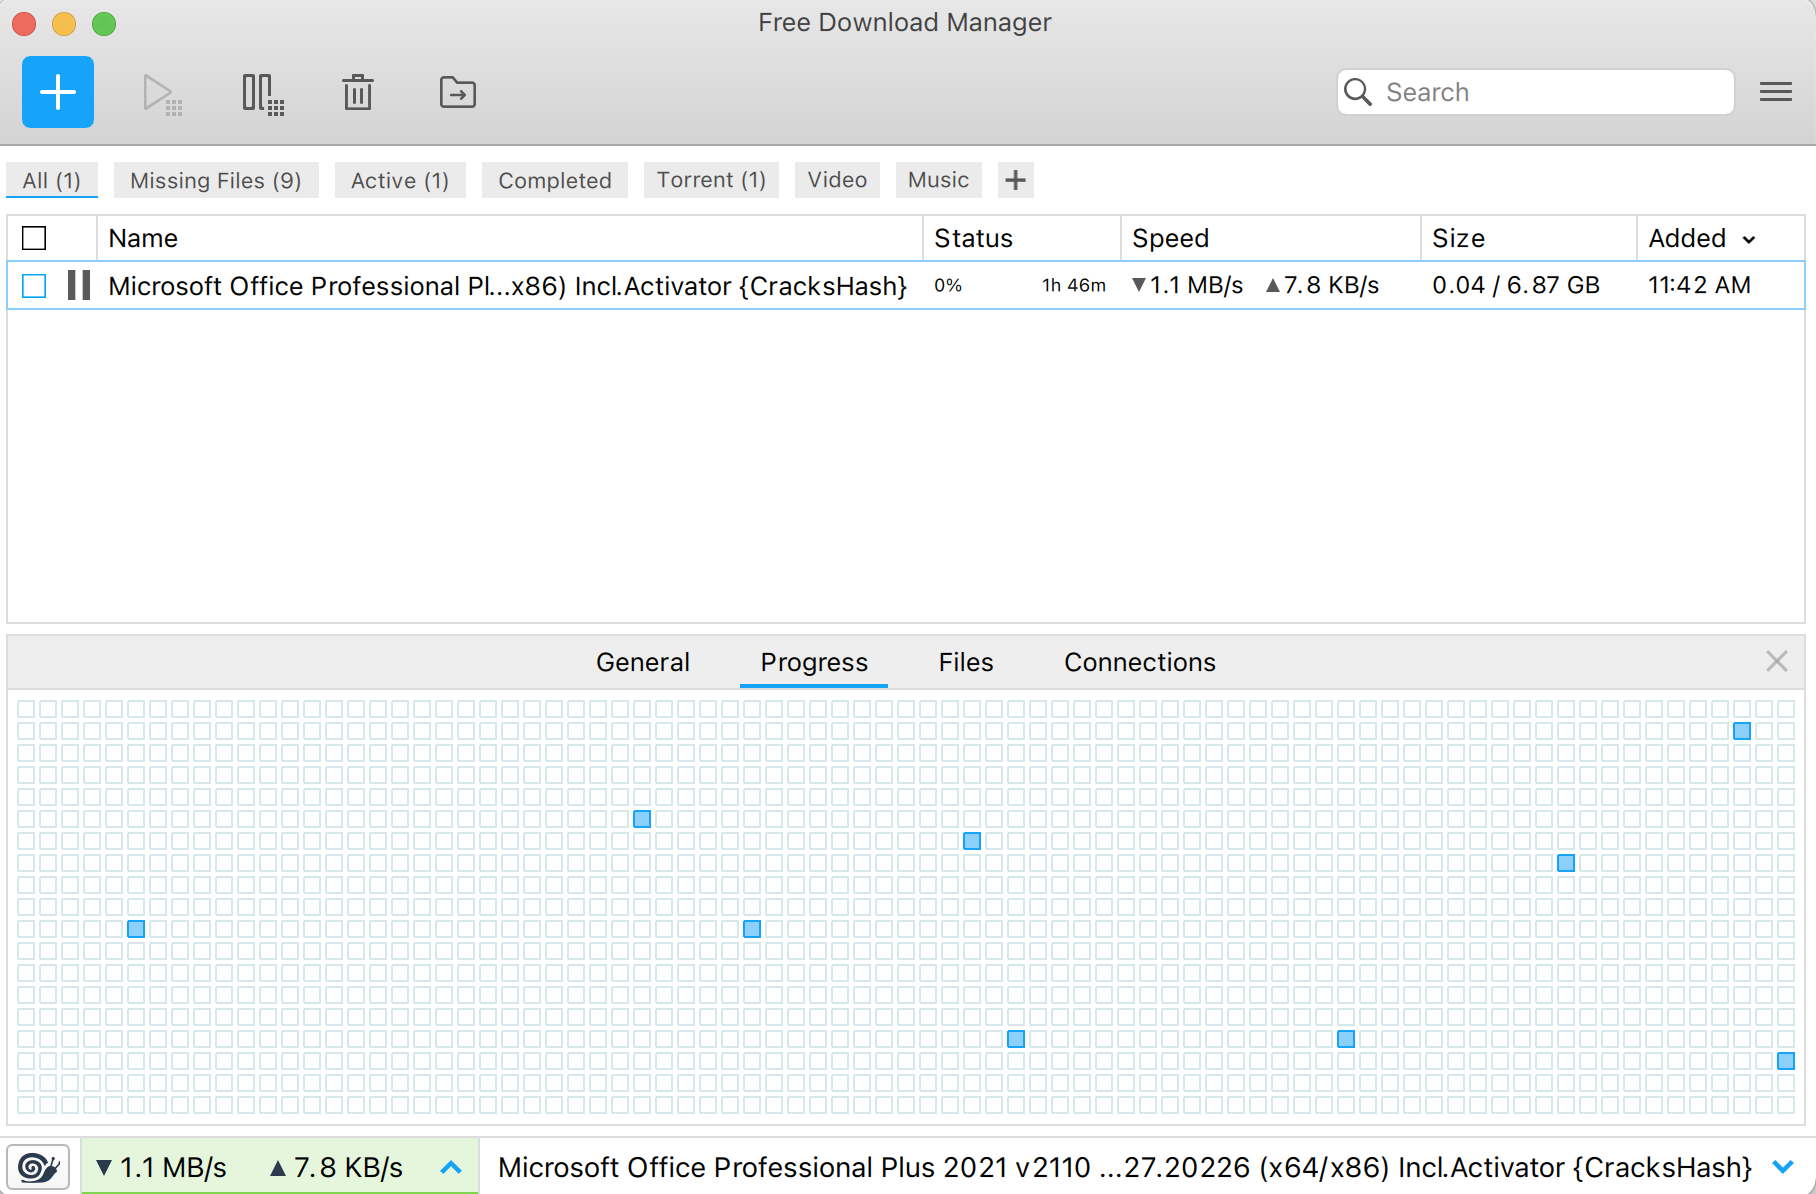 Free Download Manager
Search
All (1) Missing Files (9) Active (1) Completed Torrent (1) Video Music
Name Status Speed Size Added
Microsoft Office Professional Pl...x86) Incl.Activator {CracksHash} 0% 1h 46m ▼1.1 MB/s ▲7.8 KB/s 0.04 / 6.87 GB 11:42 AM
General Progress Files Connections
▼1.1 MB/s ▲7.8 KB/s Microsoft Office Professional Plus 2021 v2110 ...27.20226 (x64/x86) Incl.Activator {CracksHash}